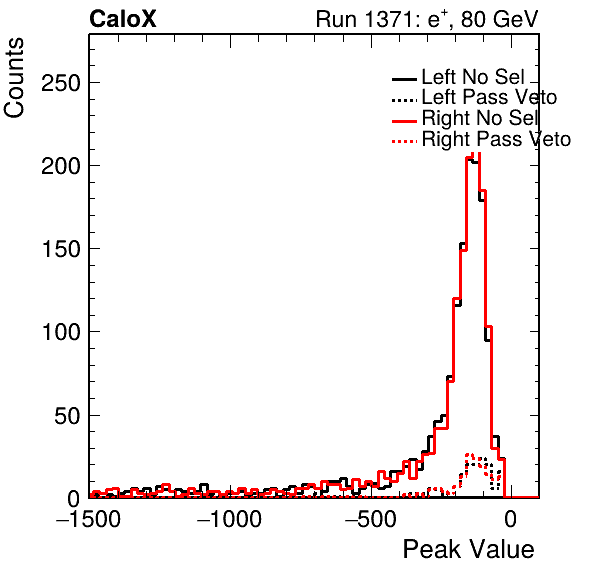 CaloX Run 1371: e⁺, 80 GeV
Counts
Left No Sel
Left Pass Veto
Right No Sel
Right Pass Veto
250
200
150
100
50
0
−1500 −1000 −500 0
Peak Value